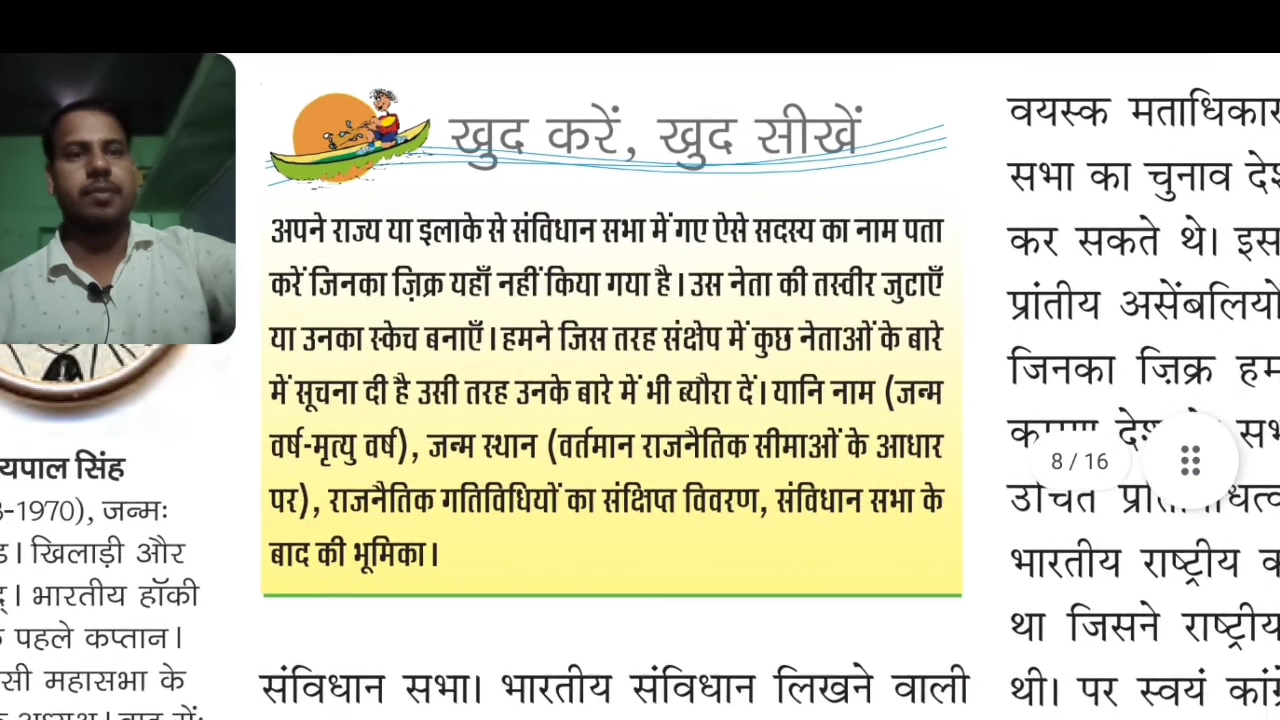 खुद करें, खुद सीखें
अपने राज्य या इलाके से संविधान सभा में गए ऐसे सदस्य का नाम पता
करें जिनका ज़िक्र यहाँ नहीं किया गया है। उस नेता की तस्वीर जुटाएँ
या उनका स्केच बनाएँ। हमने जिस तरह संक्षेप में कुछ नेताओं के बारे
में सूचना दी है उसी तरह उनके बारे में भी ब्यौरा दें। यानि नाम (जन्म
वर्ष-मृत्यु वर्ष), जन्म स्थान (वर्तमान राजनैतिक सीमाओं के आधार
पर), राजनैतिक गतिविधियों का संक्षिप्त विवरण, संविधान सभा के
बाद की भूमिका।
संविधान सभा। भारतीय संविधान लिखने वाली
यपाल सिंह
-1970), जन्मः
। खिलाड़ी और
। भारतीय हॉकी
पहले कप्तान।
सी महासभा के
वयस्क मताधिकार
सभा का चुनाव
कर सकते थे। इस
प्रांतीय असेंबलियों
जिनका ज़िक्र हम
8 / 16
उचित
भारतीय राष्ट्रीय
था जिसने राष्ट्रीय
थी। पर स्वयं कांग्रे